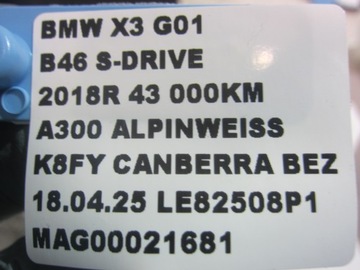 BMW X3 G01
B46 S-DRIVE
2018R 43 000KM
A300 ALPINWEISS
K8FY CANBERRA BEZ
18.04.25 LE82508P1
MAG00021681